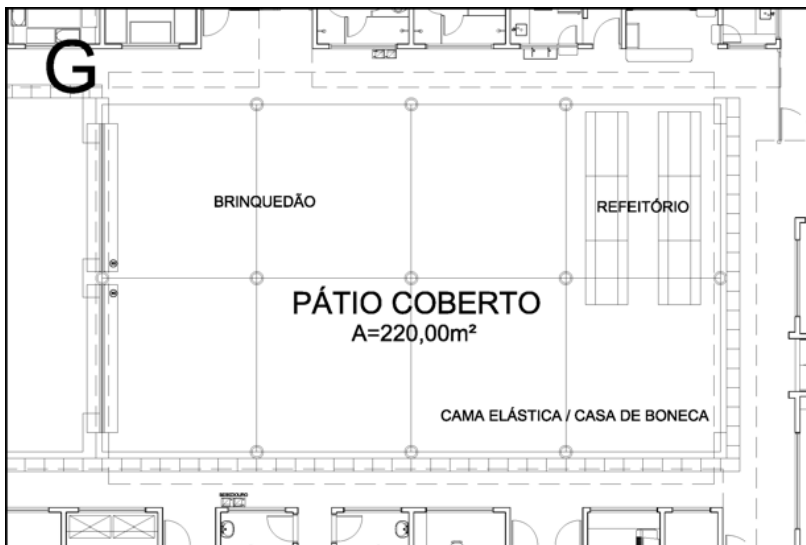 G
BRINQUEDÃO
REFEITÓRIO
PÁTIO COBERTO
A=220,00m²
CAMA ELÁSTICA / CASA DE BONECA